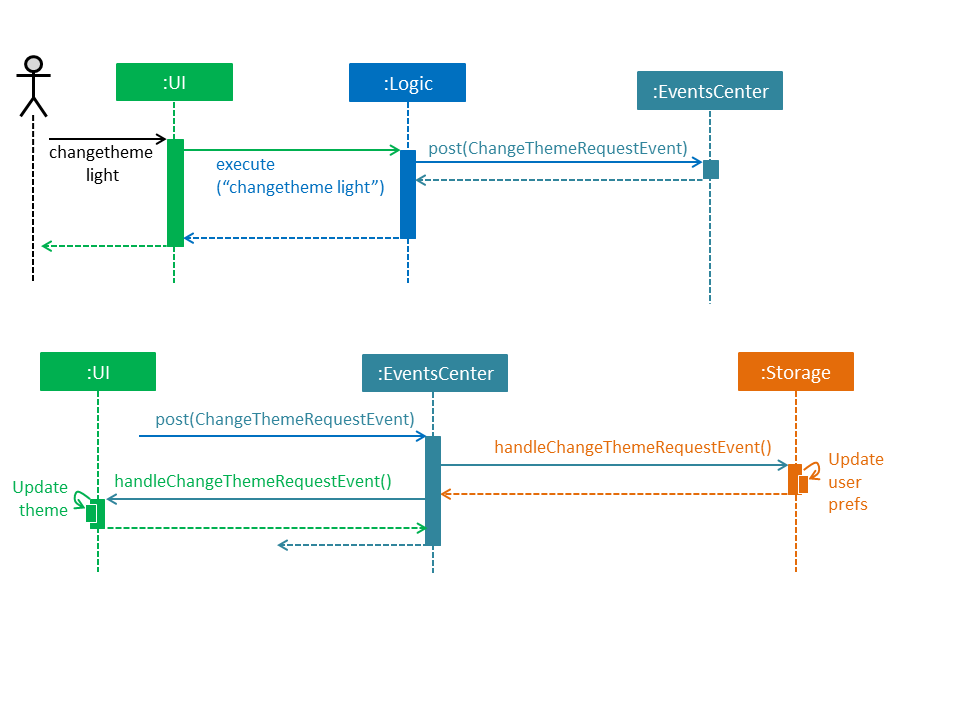 :UI
:Logic
:EventsCenter
changetheme
light
execute
(“changetheme light”)
post(ChangeThemeRequestEvent)
:UI
:EventsCenter
:Storage
post(ChangeThemeRequestEvent)
handleChangeThemeRequestEvent()
Update
user
prefs
handleChangeThemeRequestEvent()
Update
theme